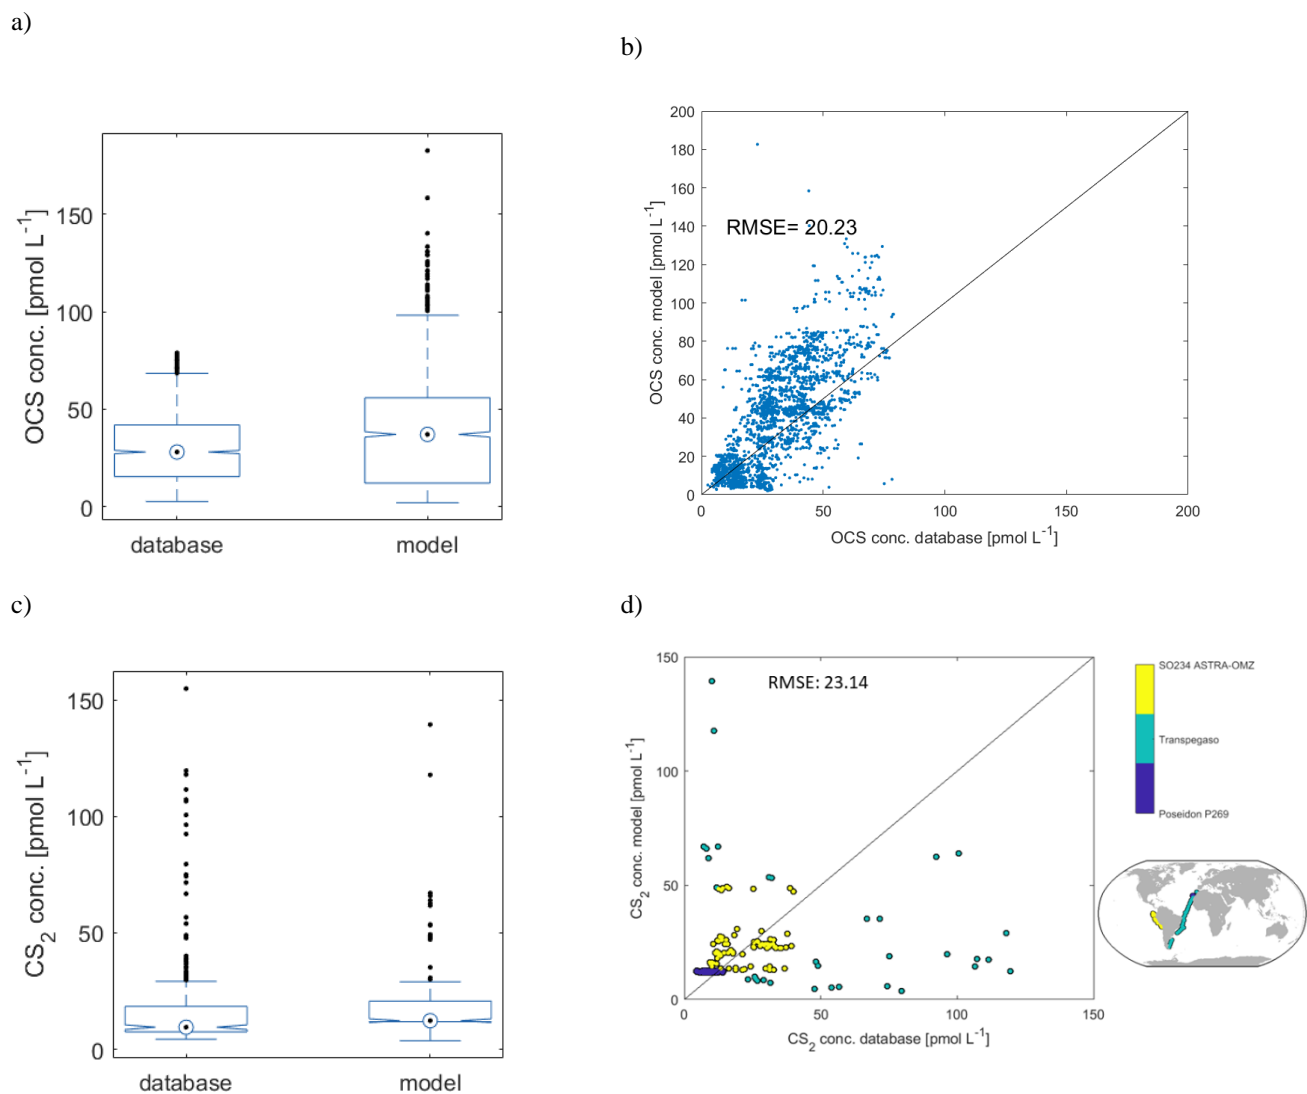 a)
b)
OCS conc. [pmol L⁻¹]
150
100
50
0
database
model
OCS conc. model [pmol L⁻¹]
200
180
160
140
120
100
80
60
40
20
0
RMSE= 20.23
0
50
100
150
200
OCS conc. database [pmol L⁻¹]
c)
d)
CS₂ conc. [pmol L⁻¹]
150
100
50
0
database
model
CS₂ conc. model [pmol L⁻¹]
150
100
50
0
RMSE: 23.14
0
50
100
150
CS₂ conc. database [pmol L⁻¹]
SO234 ASTRA-OMZ
Transpegaso
Poseidon P269